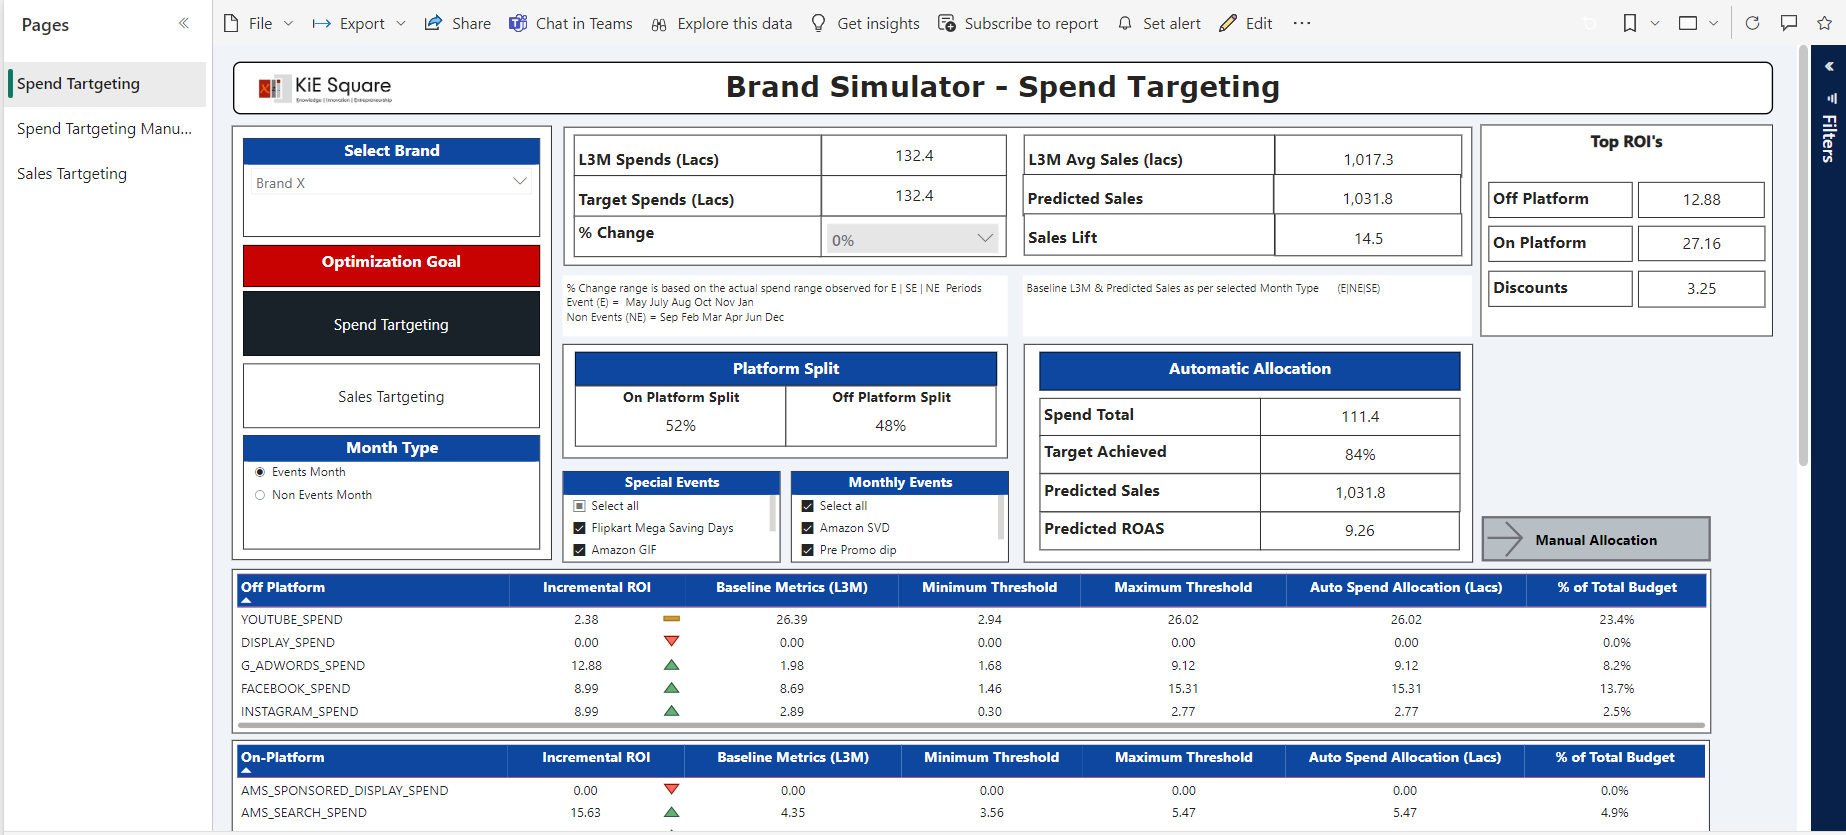 Pages
File
Export
Share
Chat in Teams
Explore this data
Get insights
Subscribe to report
Set alert
Edit
Spend Tartgeting
Spend Tartgeting Manu...
Sales Tartgeting
KiE Square
Knowledge | Innovation | Entrepreneurship
Brand Simulator - Spend Targeting
Filters
Select Brand
Brand X
Optimization Goal
Spend Tartgeting
Sales Tartgeting
Month Type
Events Month
Non Events Month
L3M Spends (Lacs) 132.4
Target Spends (Lacs) 132.4
% Change 0%
L3M Avg Sales (lacs) 1,017.3
Predicted Sales 1,031.8
Sales Lift 14.5
Top ROI's
Off Platform 12.88
On Platform 27.16
Discounts 3.25
% Change range is based on the actual spend range observed for E | SE | NE Periods
Event (E) = May July Aug Oct Nov Jan
Non Events (NE) = Sep Feb Mar Apr Jun Dec
Baseline L3M & Predicted Sales as per selected Month Type (E|NE|SE)
Platform Split
On Platform Split Off Platform Split
52% 48%
Special Events
Select all
Flipkart Mega Saving Days
Amazon GIF
Monthly Events
Select all
Amazon SVD
Pre Promo dip
Automatic Allocation
Spend Total 111.4
Target Achieved 84%
Predicted Sales 1,031.8
Predicted ROAS 9.26
Manual Allocation
Off Platform Incremental ROI Baseline Metrics (L3M) Minimum Threshold Maximum Threshold Auto Spend Allocation (Lacs) % of Total Budget
YOUTUBE_SPEND 2.38 26.39 2.94 26.02 26.02 23.4%
DISPLAY_SPEND 0.00 0.00 0.00 0.00 0.00 0.0%
G_ADWORDS_SPEND 12.88 1.98 1.68 9.12 9.12 8.2%
FACEBOOK_SPEND 8.99 8.69 1.46 15.31 15.31 13.7%
INSTAGRAM_SPEND 8.99 2.89 0.30 2.77 2.77 2.5%
On-Platform Incremental ROI Baseline Metrics (L3M) Minimum Threshold Maximum Threshold Auto Spend Allocation (Lacs) % of Total Budget
AMS_SPONSORED_DISPLAY_SPEND 0.00 0.00 0.00 0.00 0.00 0.0%
AMS_SEARCH_SPEND 15.63 4.35 3.56 5.47 5.47 4.9%